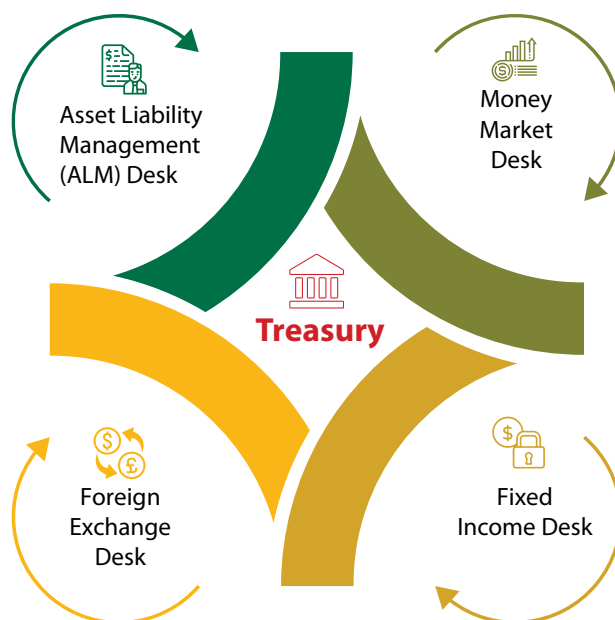 Asset Liability
Management
(ALM) Desk
$
Money
Market
Desk
$
Treasury
$
£
Foreign
Exchange
Desk
$
Fixed
Income Desk